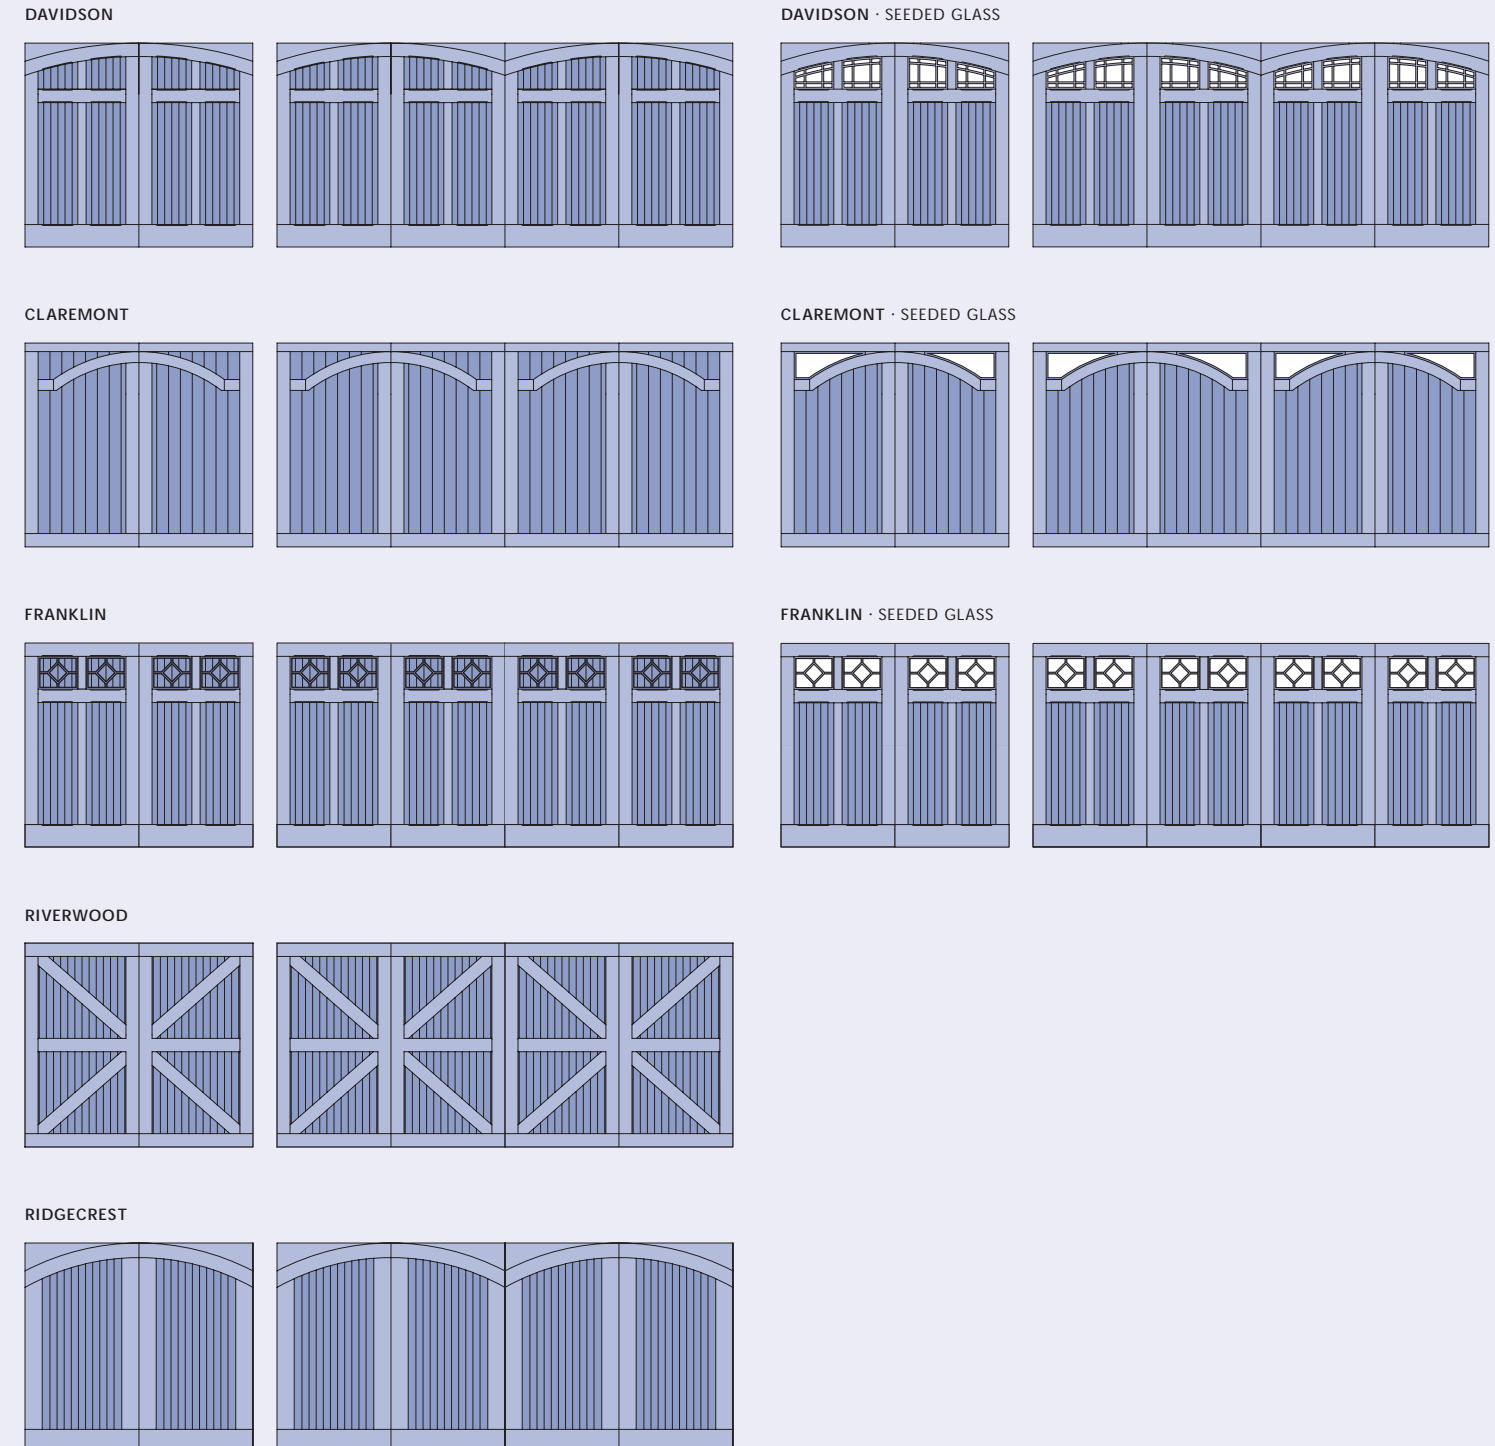 DAVIDSON
DAVIDSON · SEEDED GLASS
CLAREMONT
CLAREMONT · SEEDED GLASS
FRANKLIN
FRANKLIN · SEEDED GLASS
RIVERWOOD
RIDGECREST